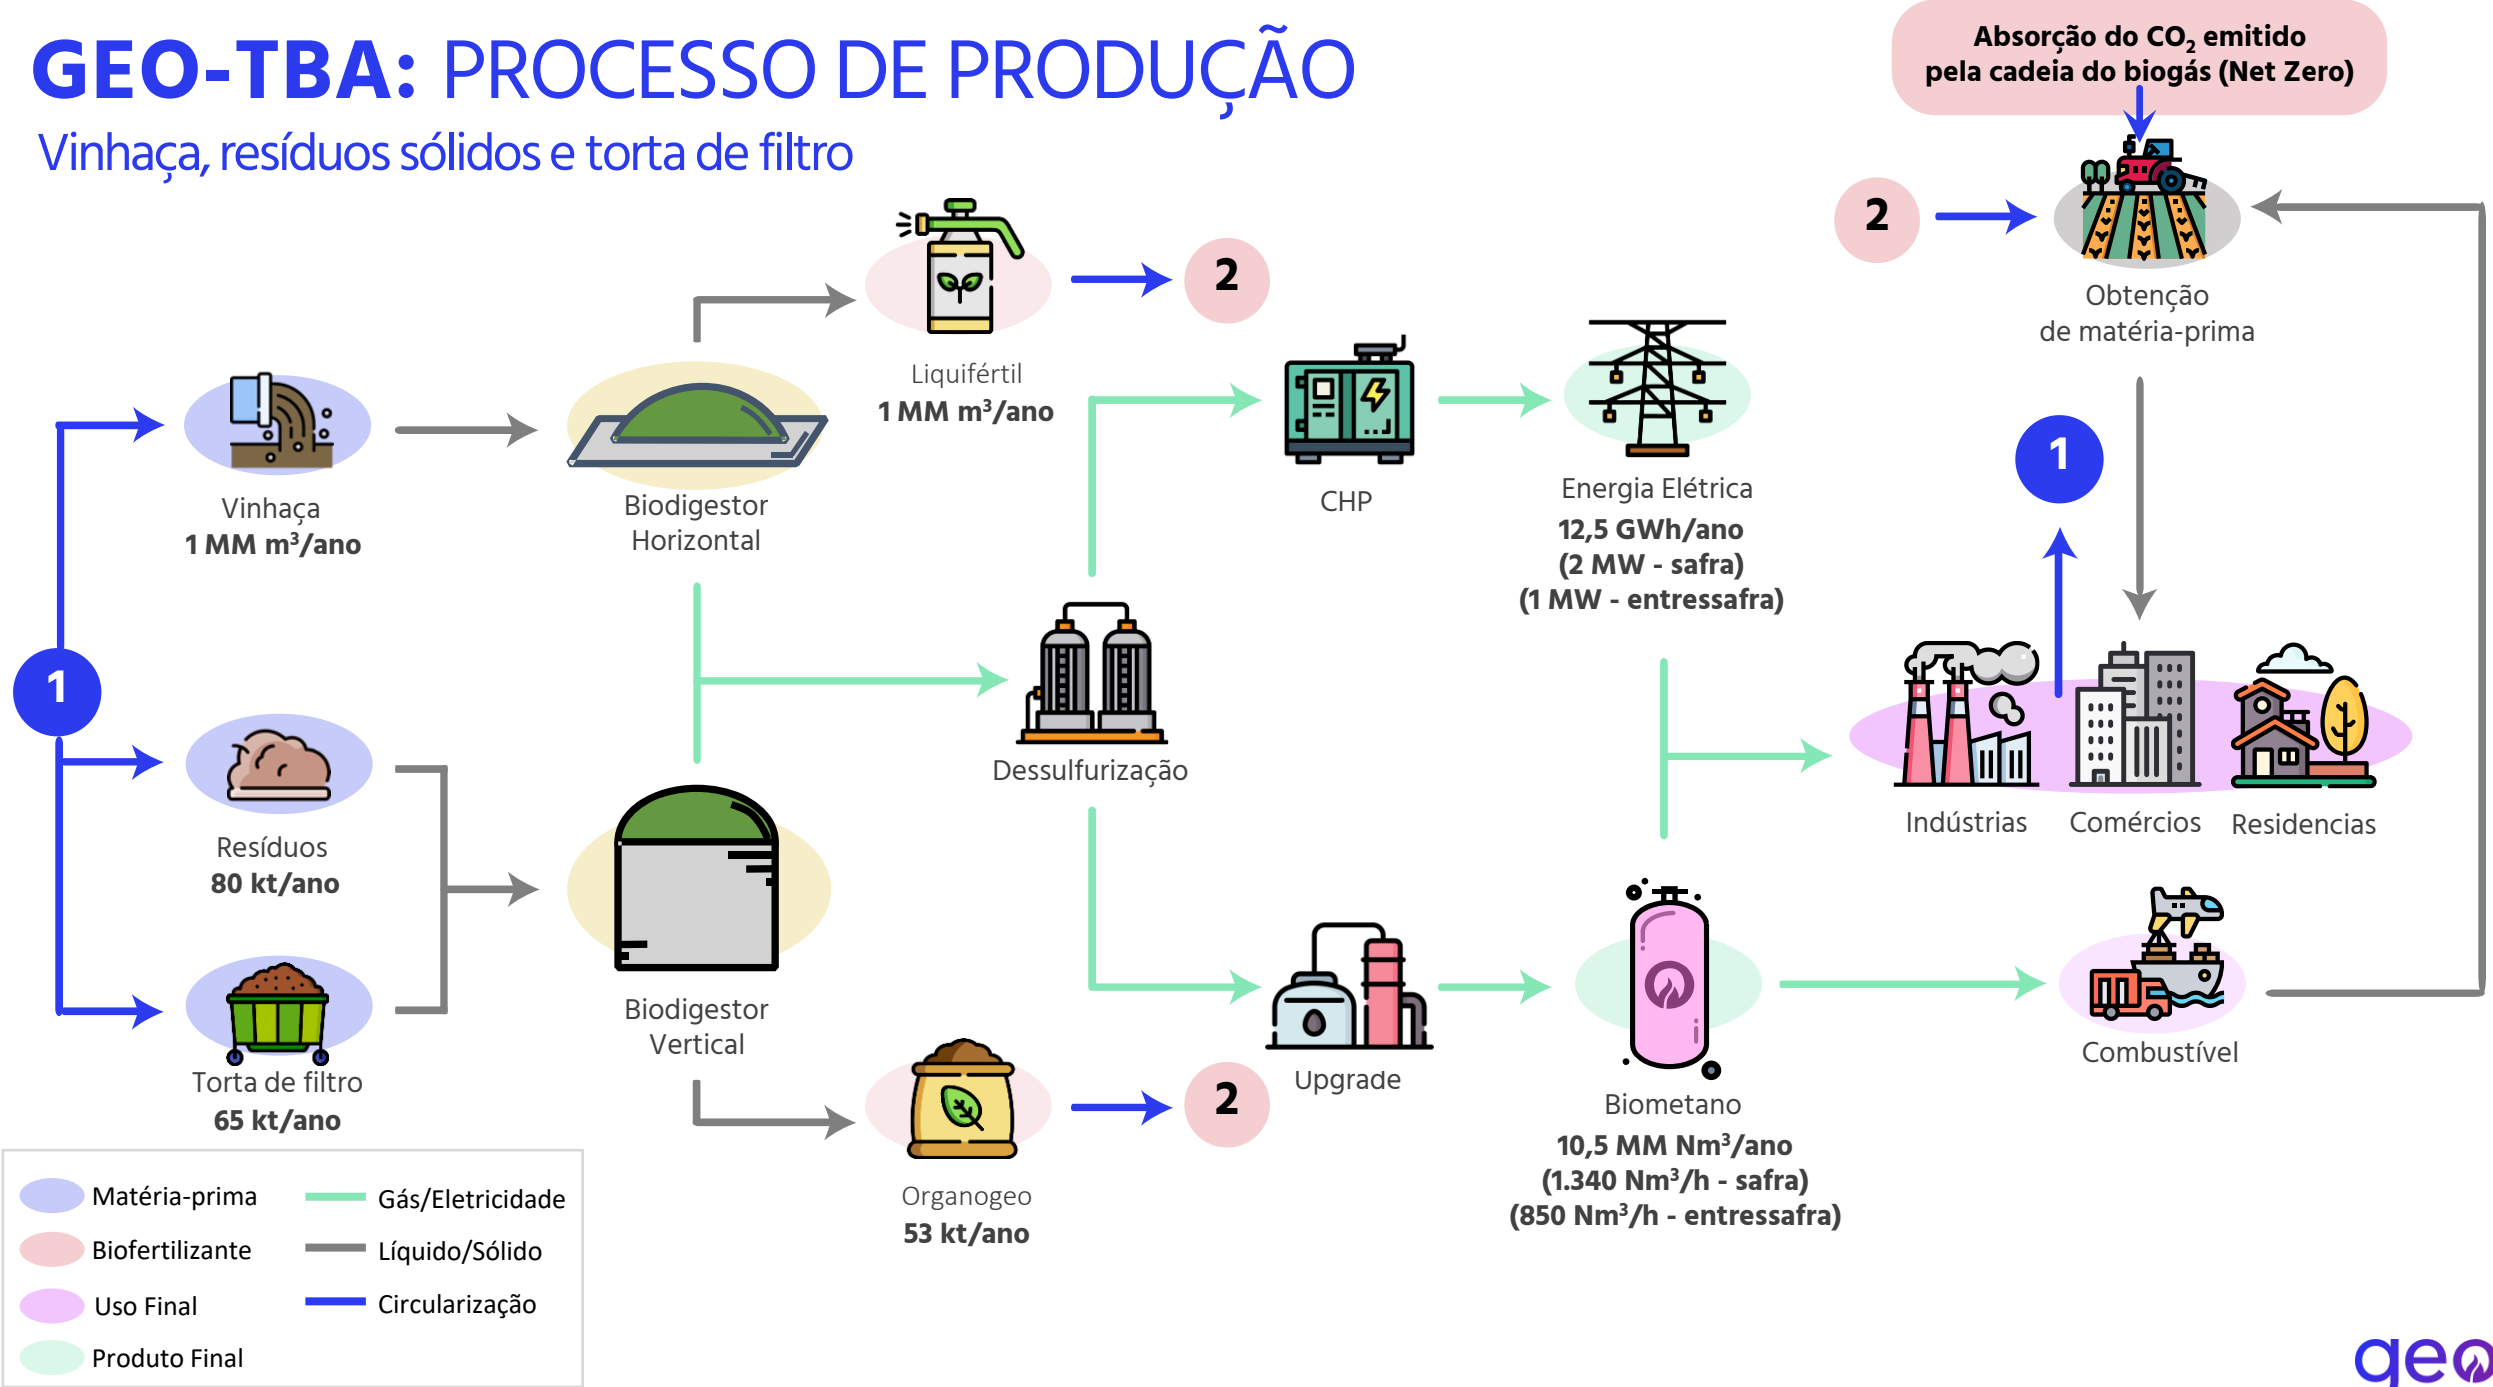 GEO-TBA: PROCESSO DE PRODUÇÃO
Vinhaça, resíduos sólidos e torta de filtro
Absorção do CO₂ emitido
pela cadeia do biogás (Net Zero)
2
Obtenção
de matéria-prima
2
Liquifértil
1 MM m³/ano
Vinhaça
1 MM m³/ano
Biodigestor
Horizontal
CHP
Energia Elétrica
12,5 GWh/ano
(2 MW - safra)
(1 MW - entressafra)
1
1
Resíduos
80 kt/ano
Dessulfurização
Indústrias
Comércios
Residencias
Torta de filtro
65 kt/ano
Biodigestor
Vertical
Organogeo
53 kt/ano
2
Upgrade
Biometano
10,5 MM Nm³/ano
(1.340 Nm³/h - safra)
(850 Nm³/h - entressafra)
Combustível
Matéria-prima
Biofertilizante
Uso Final
Produto Final
Gás/Eletricidade
Líquido/Sólido
Circularização
geo